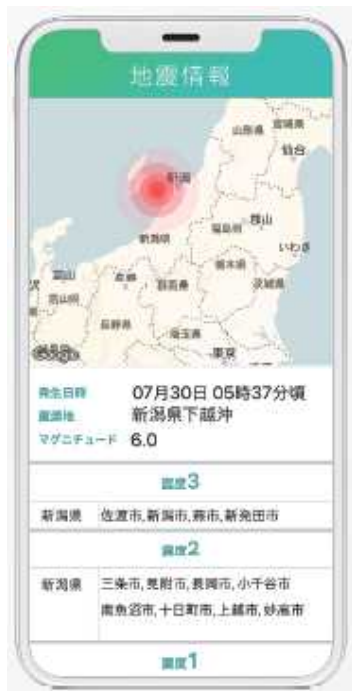 地震情報
山形県 宮城県
仙台
新潟
福島県 郡山
新潟県
いわき
富山 長野 栃木県
富山県 群馬県 茨城県
長野県 埼玉県
東京
Google
発生日時 07月30日 05時37分頃
震源地 新潟県下越沖
マグニチュード 6.0
震度3
新潟県 佐渡市,新潟市,燕市,新発田市
震度2
新潟県 三条市,見附市,長岡市,小千谷市
南魚沼市,十日町市,上越市,妙高市
震度1